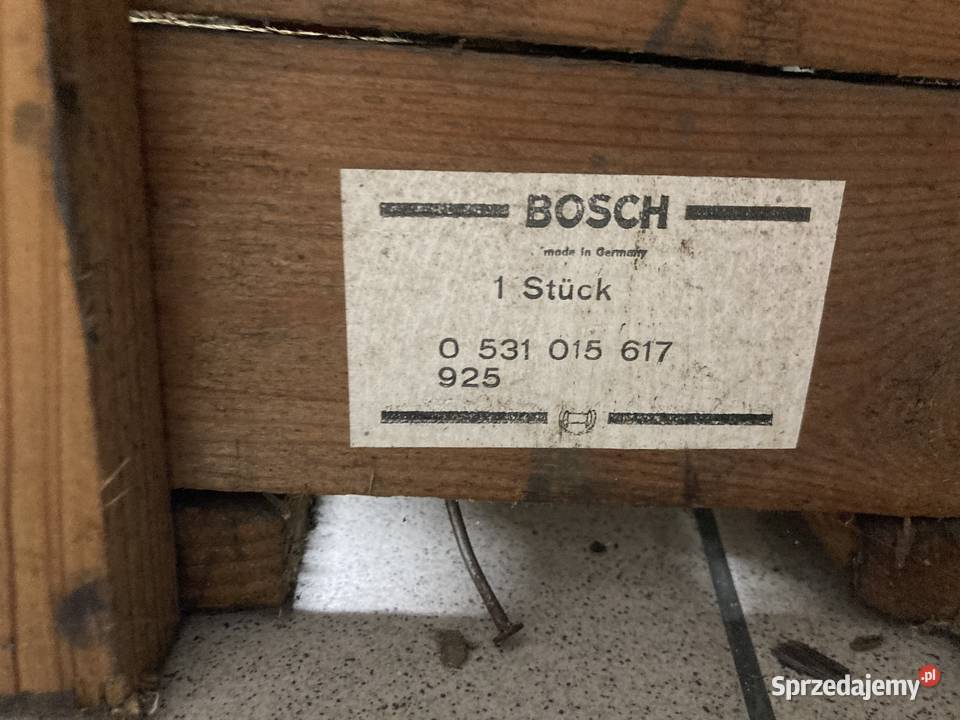 BOSCH
made in Germany
1 Stück
0 531 015 617
925
Sprzedajemy.pl